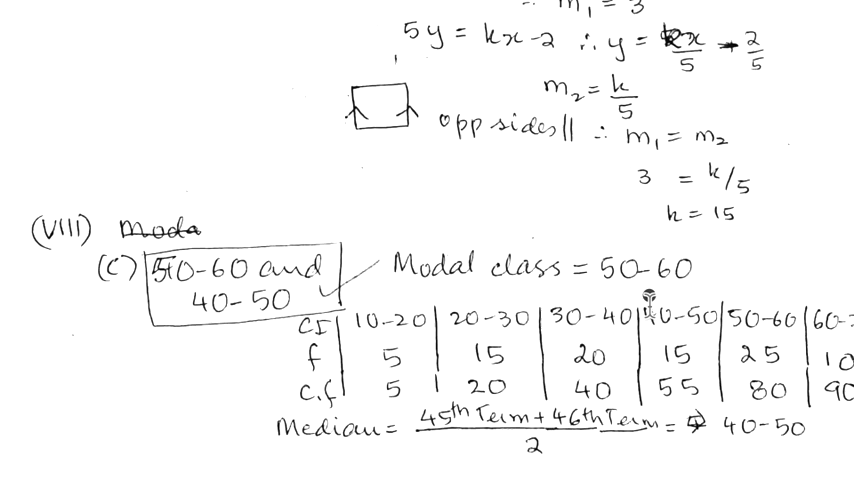 ∴ m₁ = 3
5y = kx-2 ∴ y = kx/5 - 2/5
m₂ = k/5
opp sides || ∴ m₁ = m₂
3 = k/5
k = 15
(VIII) Moda
(C) 50-60 and 40-50 ✓ Modal class = 50-60
CI | 10-20 | 20-30 | 30-40 | 40-50 | 50-60 | 60-
f | 5 | 15 | 20 | 15 | 25 | 10
c.f | 5 | 20 | 40 | 55 | 80 | 90
Median = (45th Term + 46th Term)/2 = 40-50